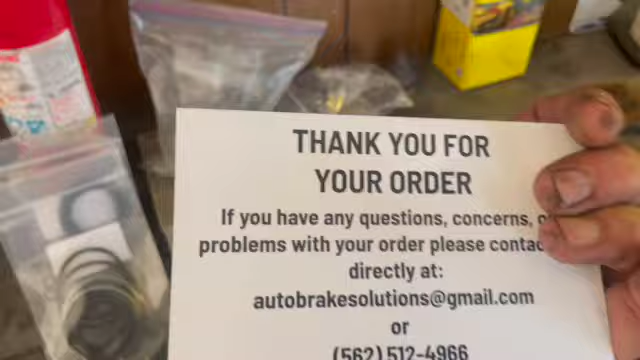 THANK YOU FOR
YOUR ORDER
If you have any questions, concerns,
problems with your order please
directly at:
autobrakesolutions@gmail.com
or
(562) 512-4966